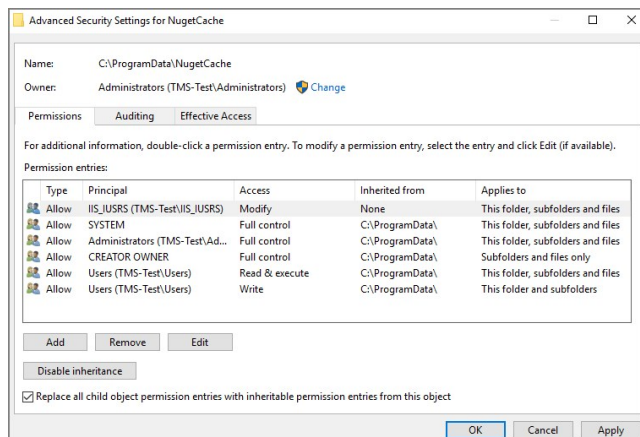 Advanced Security Settings for NugetCache
Name: C:\ProgramData\NugetCache
Owner: Administrators (TMS-Test\Administrators) Change
Permissions Auditing Effective Access
For additional information, double-click a permission entry. To modify a permission entry, select the entry and click Edit (if available).
Permission entries:
Type Principal Access Inherited from Applies to
Allow IIS_IUSRS (TMS-Test\IIS_IUSRS) Modify None This folder, subfolders and files
Allow SYSTEM Full control C:\ProgramData\ This folder, subfolders and files
Allow Administrators (TMS-Test\Ad... Full control C:\ProgramData\ This folder, subfolders and files
Allow CREATOR OWNER Full control C:\ProgramData\ Subfolders and files only
Allow Users (TMS-Test\Users) Read & execute C:\ProgramData\ This folder, subfolders and files
Allow Users (TMS-Test\Users) Write C:\ProgramData\ This folder and subfolders
Add Remove Edit
Disable inheritance
Replace all child object permission entries with inheritable permission entries from this object
OK Cancel Apply